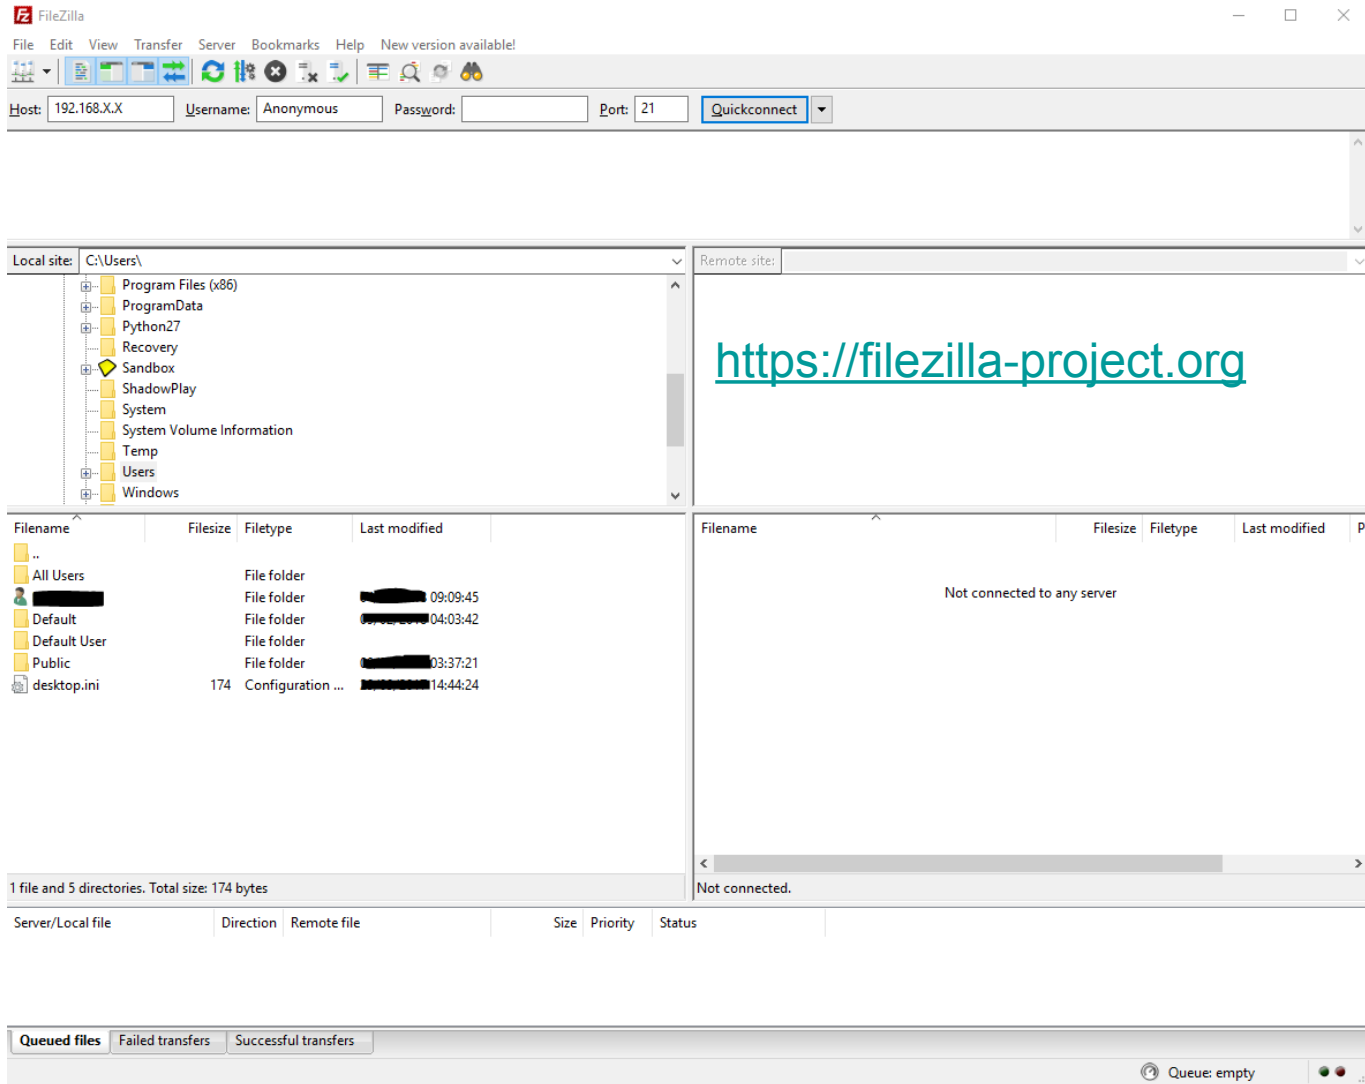 FileZilla
File Edit View Transfer Server Bookmarks Help New version available!
Host: 192.168.X.X Username: Anonymous Password: Port: 21 Quickconnect
Local site: C:\Users\
Program Files (x86)
ProgramData
Python27
Recovery
Sandbox
ShadowPlay
System
System Volume Information
Temp
Users
Windows
Remote site:
https://filezilla-project.org
Filename Filesize Filetype Last modified
..
All Users File folder
File folder 09:09:45
Default File folder 04:03:42
Default User File folder
Public File folder 03:37:21
desktop.ini 174 Configuration ... 14:44:24
1 file and 5 directories. Total size: 174 bytes
Filename Filesize Filetype Last modified P
Not connected to any server
Not connected.
Server/Local file Direction Remote file Size Priority Status
Queued files Failed transfers Successful transfers
Queue: empty